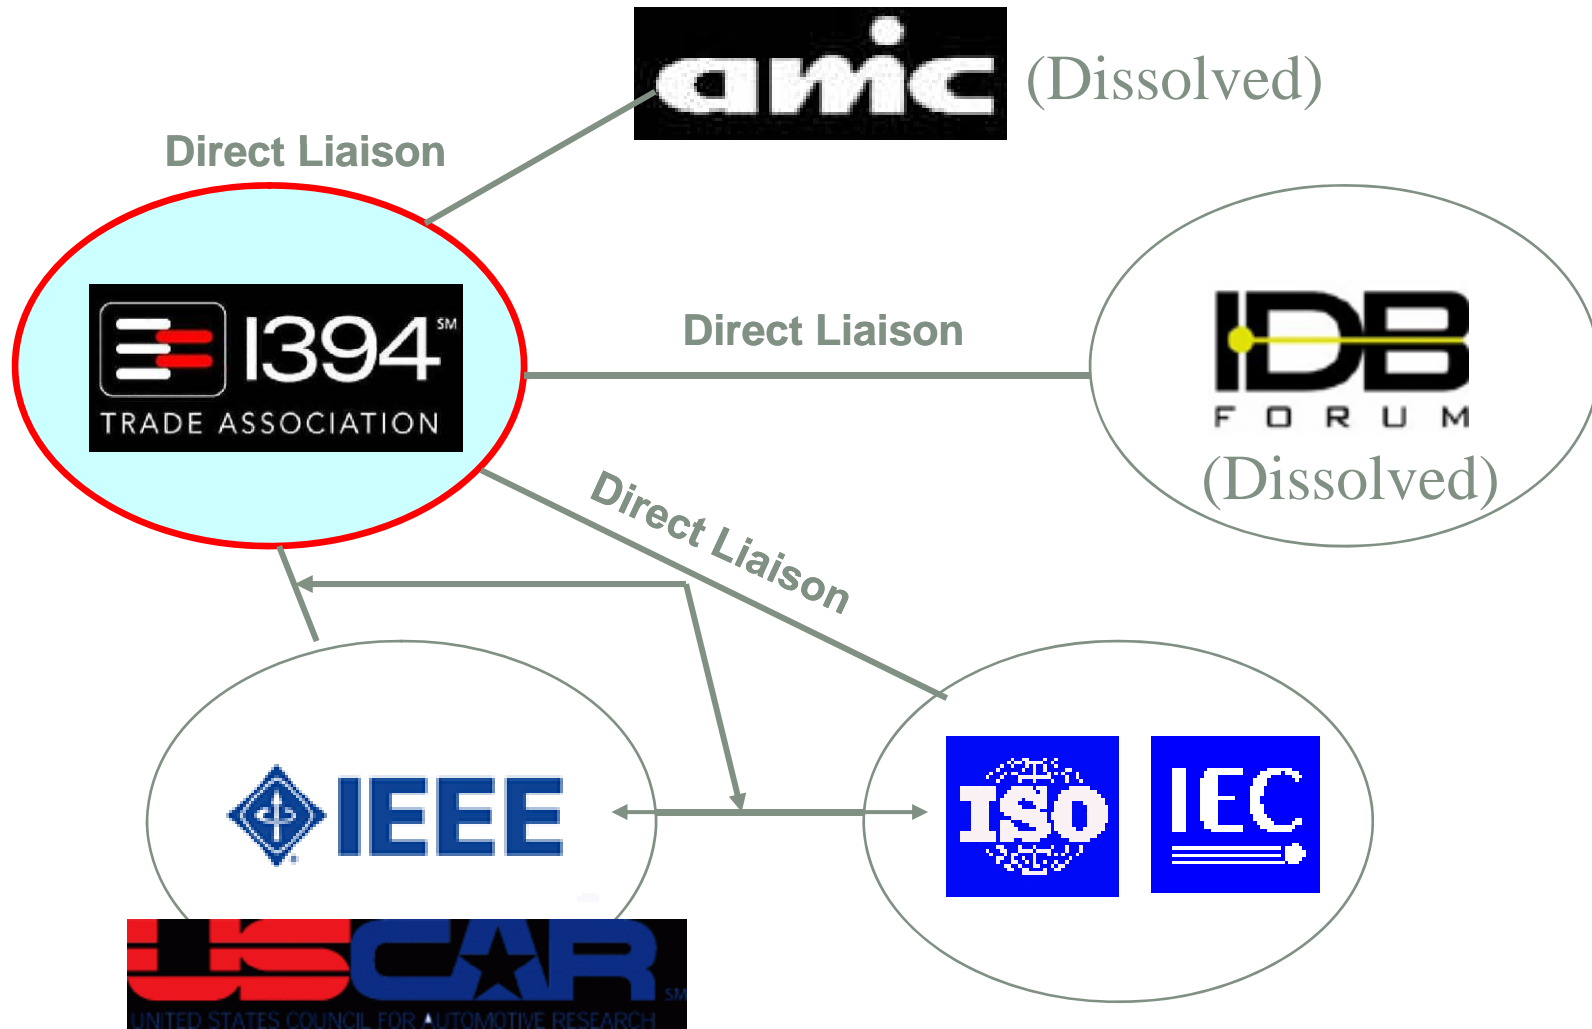 amic (Dissolved)
Direct Liaison
1394 SM
TRADE ASSOCIATION
Direct Liaison
IDB
FORUM
(Dissolved)
Direct Liaison
IEEE
ISO
IEC
USCAR SM
UNITED STATES COUNCIL FOR AUTOMOTIVE RESEARCH